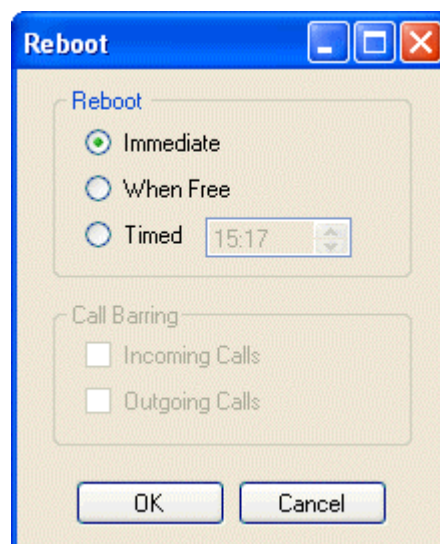 Reboot
Reboot
Immediate
When Free
Timed 15:17
Call Barring
Incoming Calls
Outgoing Calls
OK Cancel